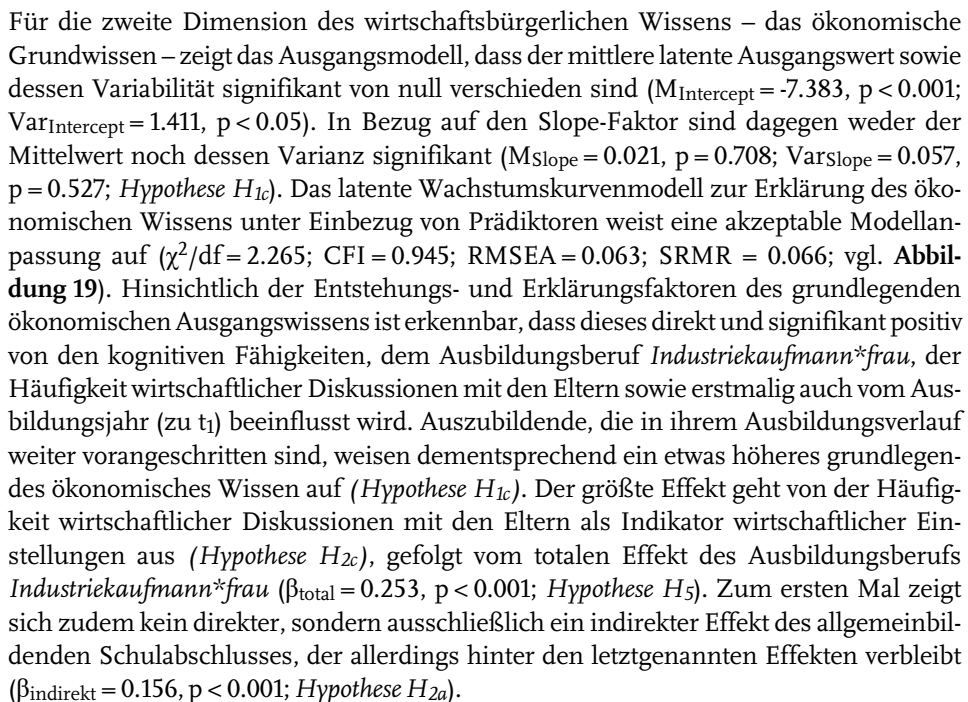 Für die zweite Dimension des wirtschaftsbürgerlichen Wissens – das ökonomische
Grundwissen – zeigt das Ausgangsmodell, dass der mittlere latente Ausgangswert sowie
dessen Variabilität signifikant von null verschieden sind (MIntercept = -7.383, p < 0.001;
VarIntercept = 1.411, p < 0.05). In Bezug auf den Slope-Faktor sind dagegen weder der
Mittelwert noch dessen Varianz signifikant (MSlope = 0.021, p = 0.708; VarSlope = 0.057,
p = 0.527; Hypothese H1c). Das latente Wachstumskurvenmodell zur Erklärung des öko-
nomischen Wissens unter Einbezug von Prädiktoren weist eine akzeptable Modellan-
passung auf (χ²/df = 2.265; CFI = 0.945; RMSEA = 0.063; SRMR = 0.066; vgl. Abbil-
dung 19). Hinsichtlich der Entstehungs- und Erklärungsfaktoren des grundlegenden
ökonomischen Ausgangswissens ist erkennbar, dass dieses direkt und signifikant positiv
von den kognitiven Fähigkeiten, dem Ausbildungsberuf Industriekaufmann*frau, der
Häufigkeit wirtschaftlicher Diskussionen mit den Eltern sowie erstmalig auch vom Aus-
bildungsjahr (zu t1) beeinflusst wird. Auszubildende, die in ihrem Ausbildungsverlauf
weiter vorangeschritten sind, weisen dementsprechend ein etwas höheres grundlegen-
des ökonomisches Wissen auf (Hypothese H1c). Der größte Effekt geht von der Häufig-
keit wirtschaftlicher Diskussionen mit den Eltern als Indikator wirtschaftlicher Ein-
stellungen aus (Hypothese H2c), gefolgt vom totalen Effekt des Ausbildungsberufs
Industriekaufmann*frau (βtotal = 0.253, p < 0.001; Hypothese H5). Zum ersten Mal zeigt
sich zudem kein direkter, sondern ausschließlich ein indirekter Effekt des allgemeinbil-
denden Schulabschlusses, der allerdings hinter den letztgenannten Effekten verbleibt
(βindirekt = 0.156, p < 0.001; Hypothese H2a).